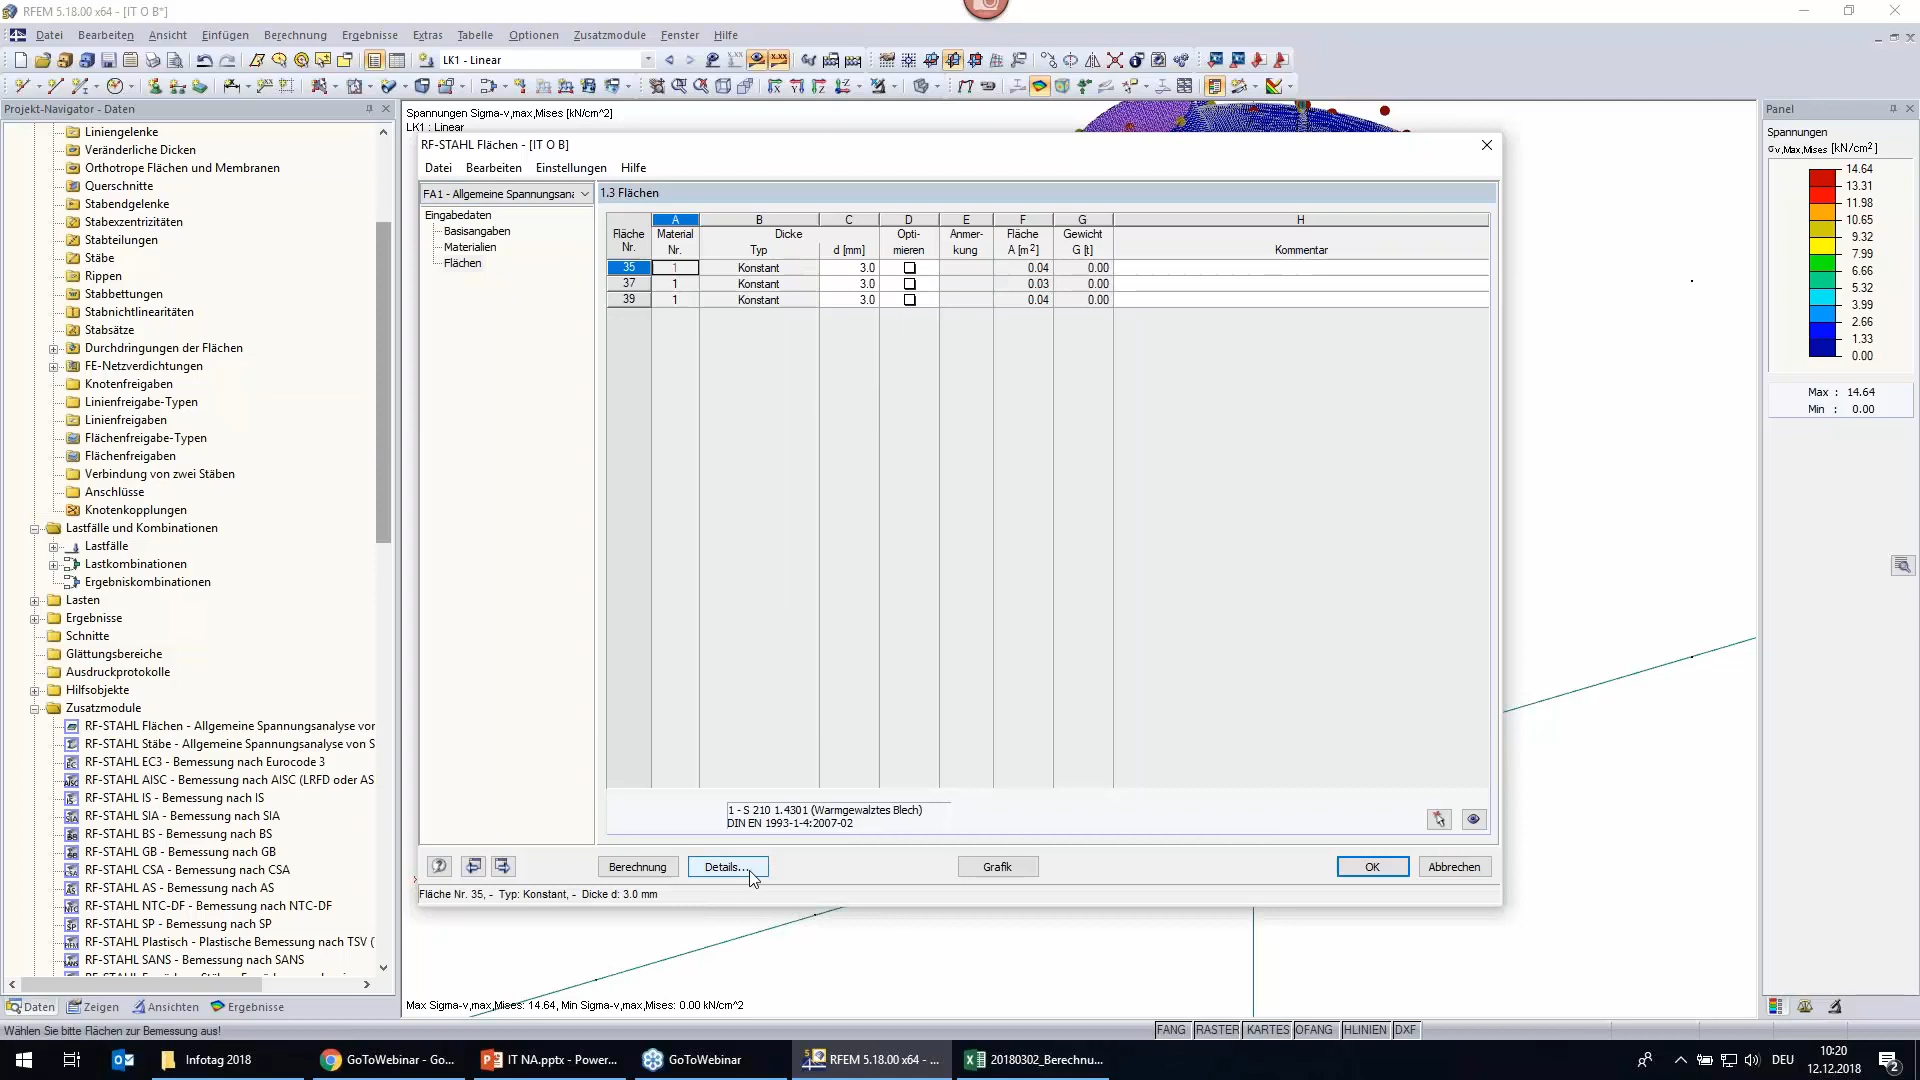 RFEM 5.18.00 x64 - [IT O B*]
Datei Bearbeiten Ansicht Einfügen Berechnung Ergebnisse Extras Tabelle Optionen Zusatzmodule Fenster Hilfe
LK1 - Linear
Projekt-Navigator - Daten
Liniengelenke
Veränderliche Dicken
Orthotrope Flächen und Membranen
Querschnitte
Stabendgelenke
Stabexzentrizitäten
Stabteilungen
Stäbe
Rippen
Stabbettungen
Stabnichtlinearitäten
Stabsätze
Durchdringungen der Flächen
FE-Netzverdichtungen
Knotenfreigaben
Linienfreigabe-Typen
Linienfreigaben
Flächenfreigabe-Typen
Flächenfreigaben
Verbindung von zwei Stäben
Anschlüsse
Knotenkopplungen
Lastfälle und Kombinationen
Lastfälle
Lastkombinationen
Ergebniskombinationen
Lasten
Ergebnisse
Schnitte
Glättungsbereiche
Ausdruckprotokolle
Hilfsobjekte
Zusatzmodule
RF-STAHL Flächen - Allgemeine Spannungsanalyse vor
RF-STAHL Stäbe - Allgemeine Spannungsanalyse von S
RF-STAHL EC3 - Bemessung nach Eurocode 3
RF-STAHL AISC - Bemessung nach AISC (LRFD oder AS
RF-STAHL IS - Bemessung nach IS
RF-STAHL SIA - Bemessung nach SIA
RF-STAHL BS - Bemessung nach BS
RF-STAHL GB - Bemessung nach GB
RF-STAHL CSA - Bemessung nach CSA
RF-STAHL AS - Bemessung nach AS
RF-STAHL NTC-DF - Bemessung nach NTC-DF
RF-STAHL SP - Bemessung nach SP
RF-STAHL Plastisch - Plastische Bemessung nach TSV (
RF-STAHL SANS - Bemessung nach SANS
Daten Zeigen Ansichten Ergebnisse
Wählen Sie bitte Flächen zur Bemessung aus!
Spannungen Sigma-v,max,Mises [kN/cm^2]
LK1 : Linear
RF-STAHL Flächen - [IT O B]
Datei Bearbeiten Einstellungen Hilfe
FA1 - Allgemeine Spannungsana
1.3 Flächen
Eingabedaten
Basisangaben
Materialien
Flächen
A B C D E F G H
Fläche Material Dicke Opti- Anmer- Fläche Gewicht
Nr. Nr. Typ d [mm] mieren kung A [m2] G [t] Kommentar
35 1 Konstant 3.0 0.04 0.00
37 1 Konstant 3.0 0.03 0.00
39 1 Konstant 3.0 0.04 0.00
1 - S 210 1.4301 (Warmgewalztes Blech)
DIN EN 1993-1-4:2007-02
Berechnung Details... Grafik OK Abbrechen
Fläche Nr. 35, - Typ: Konstant, - Dicke d: 3.0 mm
Max Sigma-v,max,Mises: 14.64, Min Sigma-v,max,Mises: 0.00 kN/cm^2
Panel
Spannungen
σv,Max,Mises [kN/cm2]
14.64
13.31
11.98
10.65
9.32
7.99
6.66
5.32
3.99
2.66
1.33
0.00
Max : 14.64
Min : 0.00
FANG RASTER KARTES OFANG HLINIEN DXF
Infotag 2018 GoToWebinar - Go... IT NA.pptx - Power... GoToWebinar RFEM 5.18.00 x64 - ... 20180302_Berechnu...
DEU
10:20
12.12.2018
2